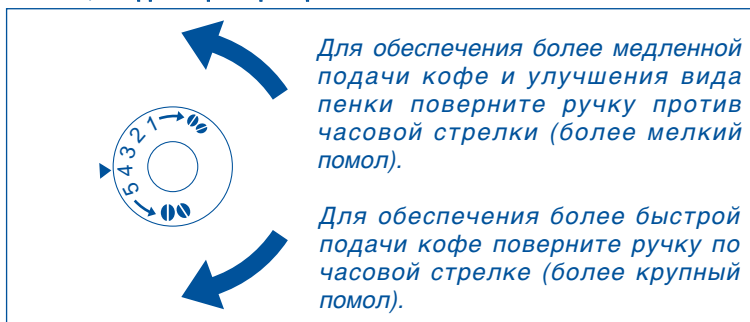 Для обеспечения более медленной
подачи кофе и улучшения вида
пенки поверните ручку против
часовой стрелки (более мелкий
помол).
1
2
3
4
5
Для обеспечения более быстрой
подачи кофе поверните ручку по
часовой стрелке (более крупный
помол).